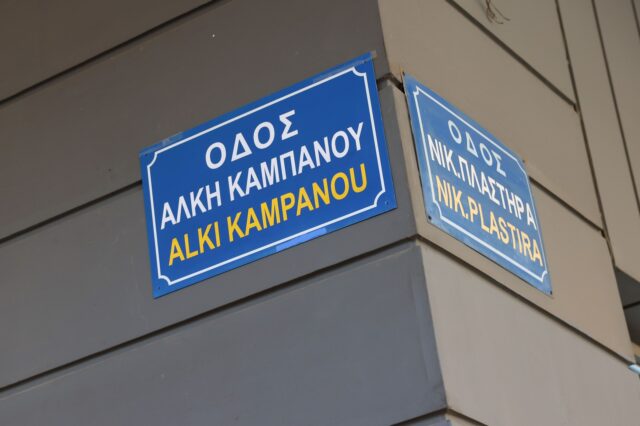 ΟΔΟΣ
ΑΛΚΗ ΚΑΜΠΑΝΟΥ
ALKI KAMPANOU
ΟΔΟΣ
ΝΙΚ.ΠΛΑΣΤΗΡΑ
NIK.PLASTIRA